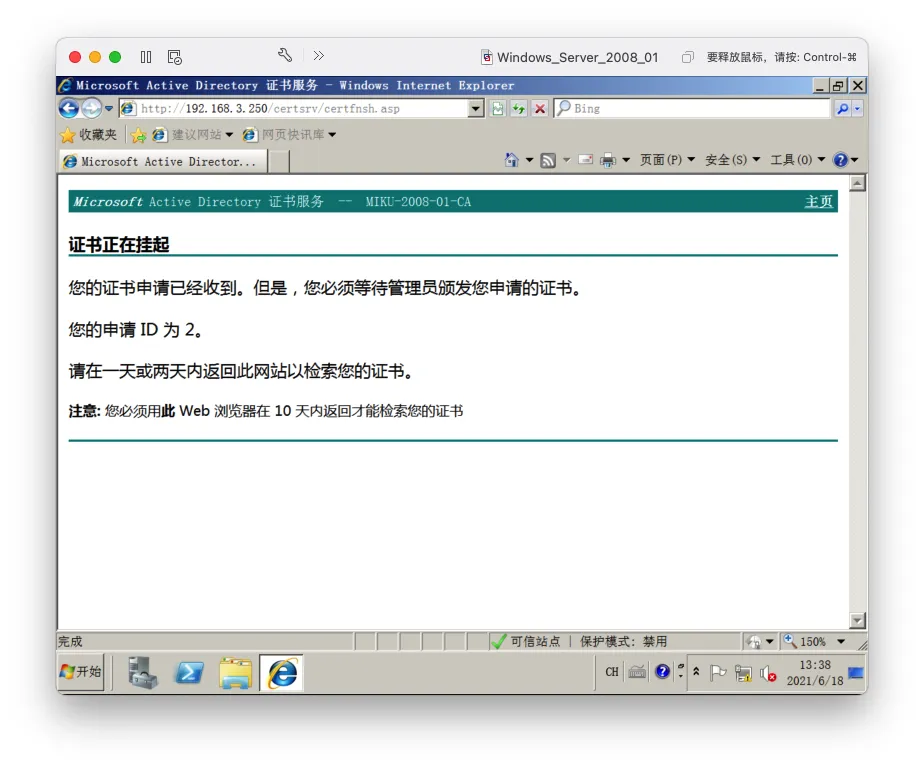 Windows_Server_2008_01
要释放鼠标，请按: Control-⌘
Microsoft Active Directory 证书服务 - Windows Internet Explorer
http://192.168.3.250/certsrv/certfnsh.asp
Bing
收藏夹
建议网站
网页快讯库
Microsoft Active Director...
页面(P)
安全(S)
工具(O)
Microsoft Active Directory 证书服务 -- MIKU-2008-01-CA
主页
证书正在挂起
您的证书申请已经收到。但是，您必须等待管理员颁发您申请的证书。
您的申请 ID 为 2。
请在一天或两天内返回此网站以检索您的证书。
注意: 您必须用此 Web 浏览器在 10 天内返回才能检索您的证书
完成
可信站点 | 保护模式: 禁用
150%
开始
CH
13:38
2021/6/18